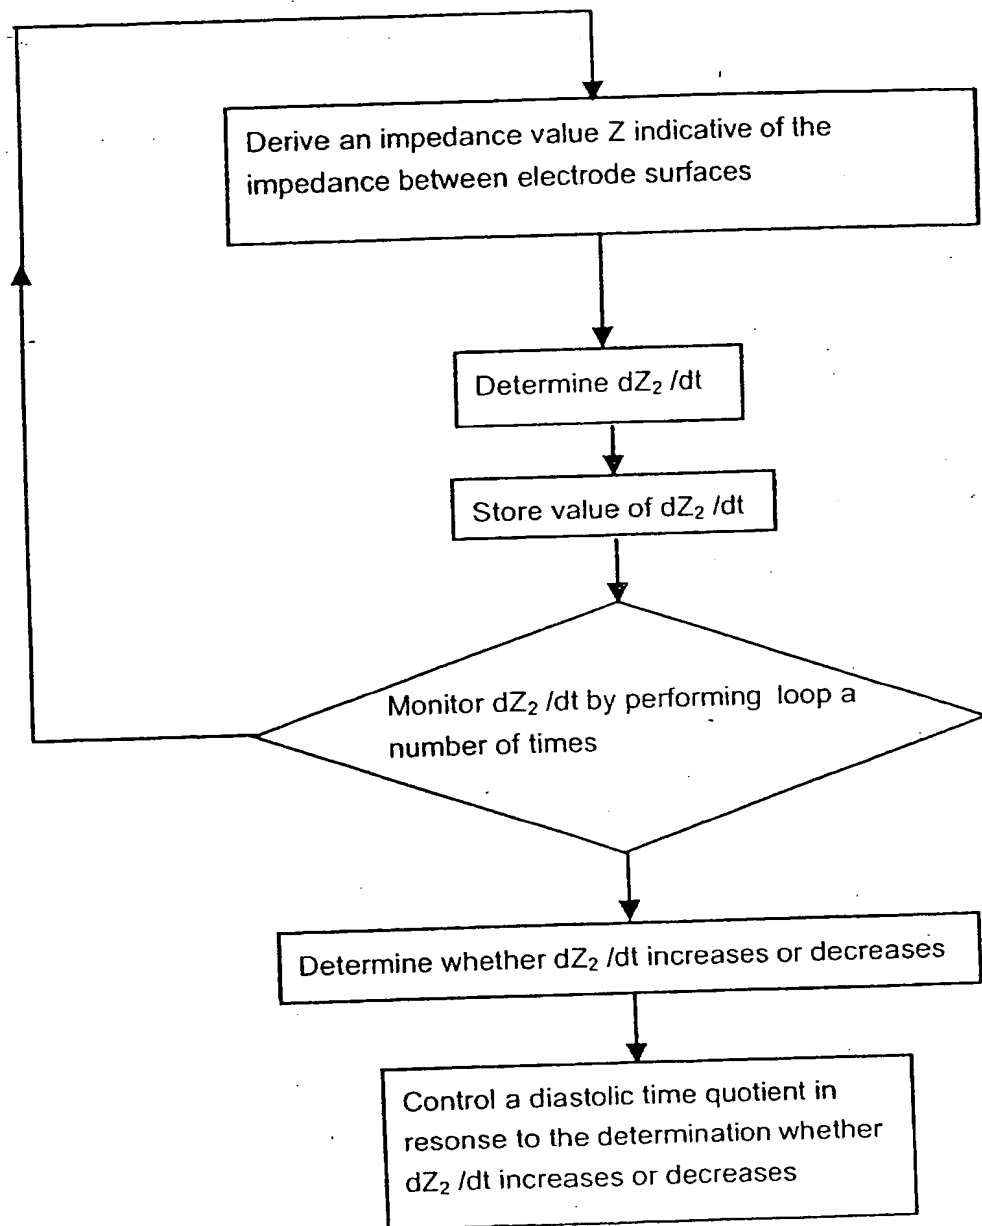 Derive an impedance value Z indicative of the
impedance between electrode surfaces
Determine dZ₂ /dt
Store value of dZ₂ /dt
Monitor dZ₂ /dt by performing loop a
number of times
Determine whether dZ₂ /dt increases or decreases
Control a diastolic time quotient in
resonse to the determination whether
dZ₂ /dt increases or decreases